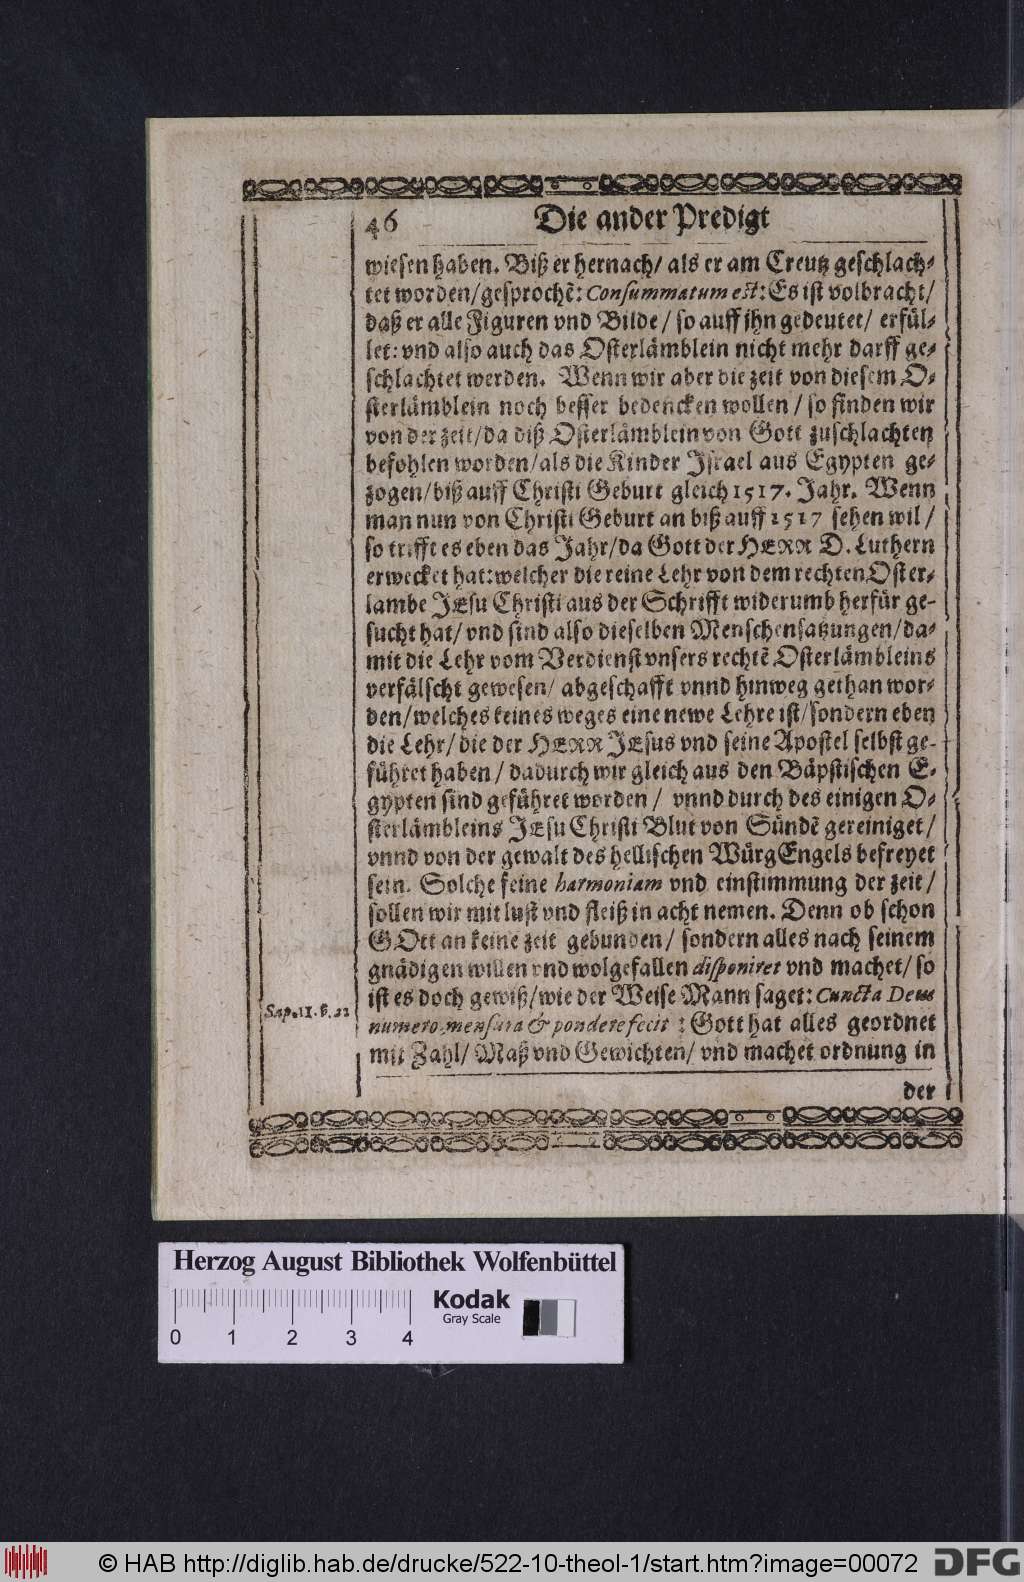 46 Die ander Predigt
wiesen haben. Biß er hernach/ als er am Creutz geschlach-
tet worden/gesprochẽ: Consummatum est: Es ist volbracht/
daß er alle Figuren vnd Bilde/ so auff jhn gedeutet/ erfül-
let: vnd also auch das Osterlämblein nicht mehr darff ge-
schlachtet werden. Wenn wir aber die zeit von diesem O-
sterlämblein noch besser bedencken wollen/ so finden wir
von der zeit/da diß Osterlämblein von Gott zuschlachten
befohlen worden/als die Kinder Israel aus Egypten ge-
zogen/biß auff Christi Geburt gleich 1517. Jahr. Wenn
man nun von Christi Geburt an biß auff 1517 sehen wil/
so trifft es eben das Jahr/da Gott der HERR D. Luthern
erwecket hat: welcher die reine Lehr von dem rechten Oster-
lambe JEsu Christi aus der Schrifft widerumb herfür ge-
sucht hat/ vnd sind also dieselben Menschensatzungen/da-
mit die Lehr vom Verdienst vnsers rechtẽ Osterlämbleins
verfälscht gewesen/ abgeschafft vnnd hinweg gethan wor-
den/welches keines weges eine newe Lehre ist/sondern eben
die Lehr/die der HERR JEsus vnd seine Apostel selbst ge-
führet haben/ dadurch wir gleich aus den Bäpstischen E-
gypten sind geführet worden/ vnnd durch des einigen O-
sterlämbleins JEsu Christi Blut von Sündẽ gereiniget/
vnnd von der gewalt des hellischen WürgEngels befreyet
sein. Solche feine harmoniam vnd einstimmung der zeit/
sollen wir mit lust vnd fleiß in acht nemen. Denn ob schon
GOtt an keine zeit gebunden/ sondern alles nach seinem
gnädigen willen vnd wolgefallen disponiret vnd machet/ so
ist es doch gewiß/wie der Weise Mann saget: Cuncta Deus
Sap. 11. v. 22
numero, mensura & pondere fecit: Gott hat alles geordnet
mit Zahl/ Maß vnd Gewichten/ vnd machet ordnung in
der
Herzog August Bibliothek Wolfenbüttel
Kodak
Gray Scale
0 1 2 3 4
© HAB http://diglib.hab.de/drucke/522-10-theol-1/start.htm?image=00072 DFG